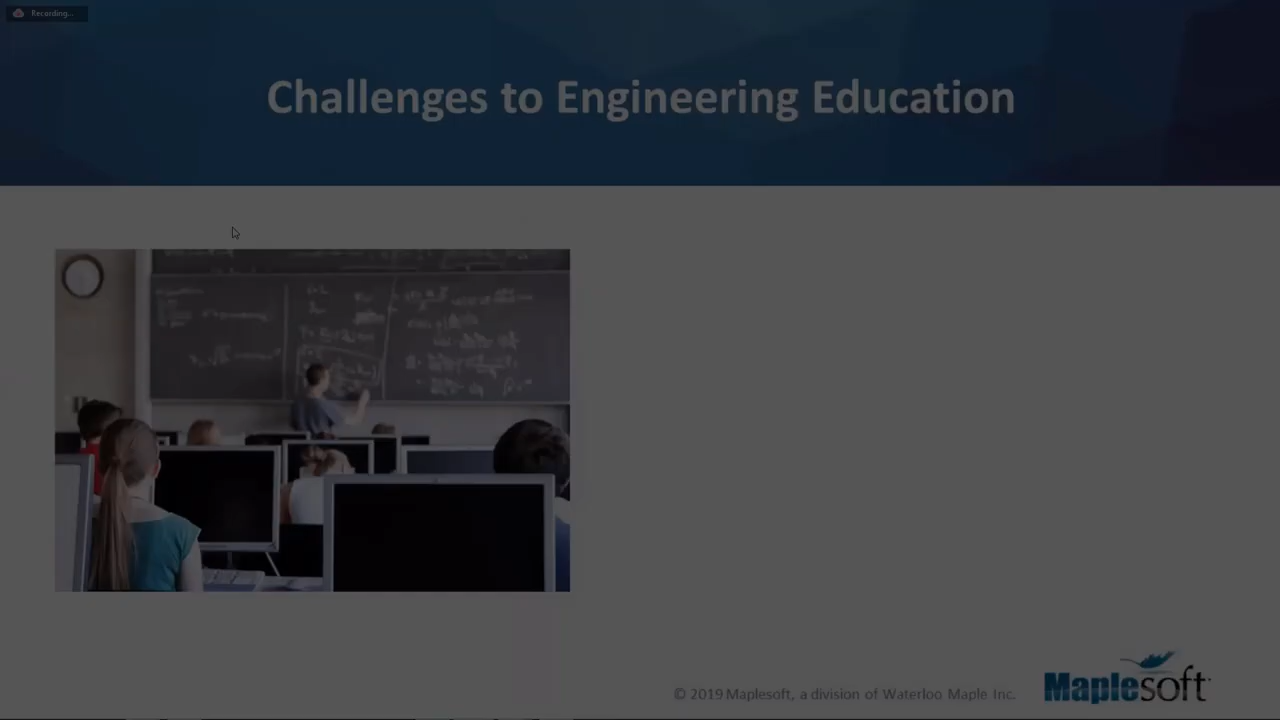 Recording...
Challenges to Engineering Education
© 2019 Maplesoft, a division of Waterloo Maple Inc.
Maplesoft